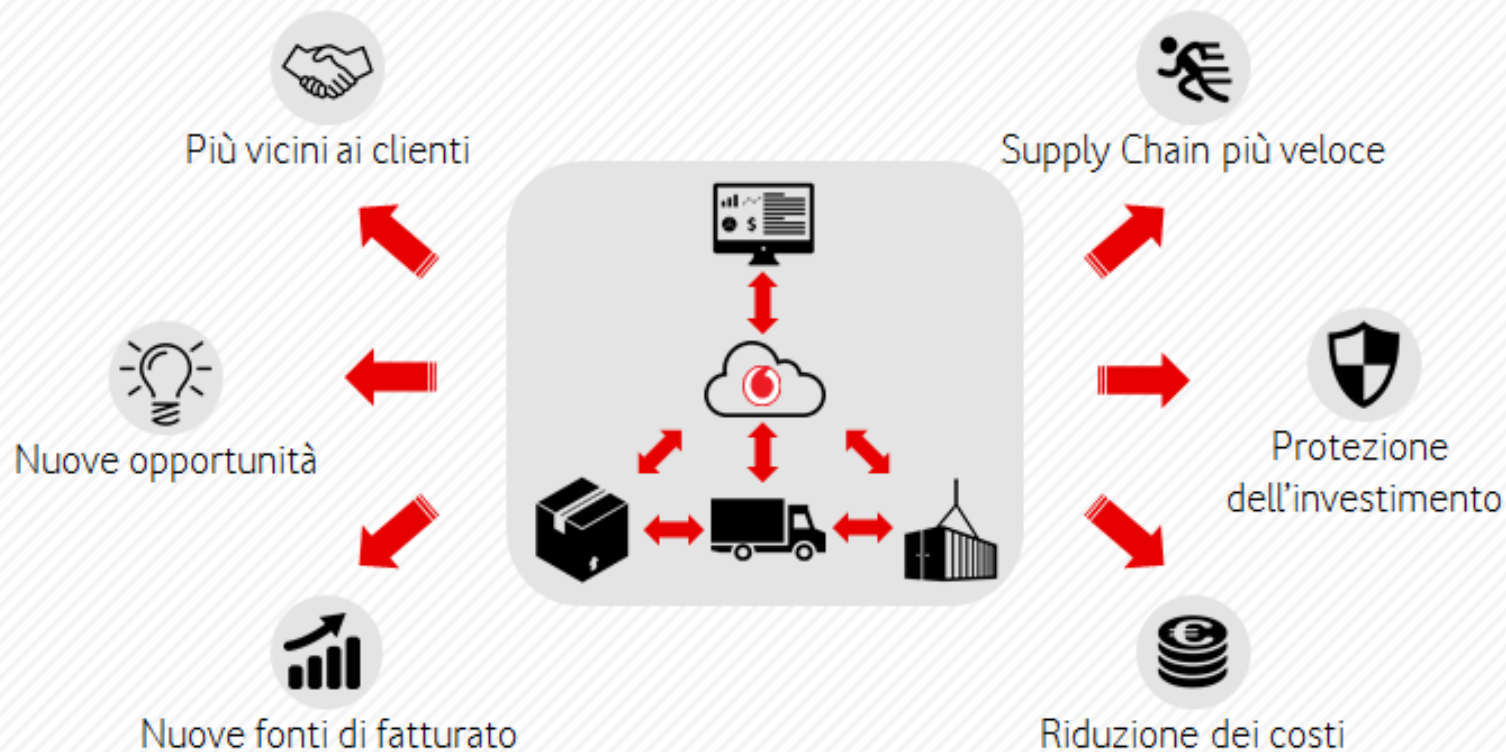 Più vicini ai clienti
Supply Chain più veloce
$
Nuove opportunità
Protezione
dell'investimento
€
Nuove fonti di fatturato
Riduzione dei costi